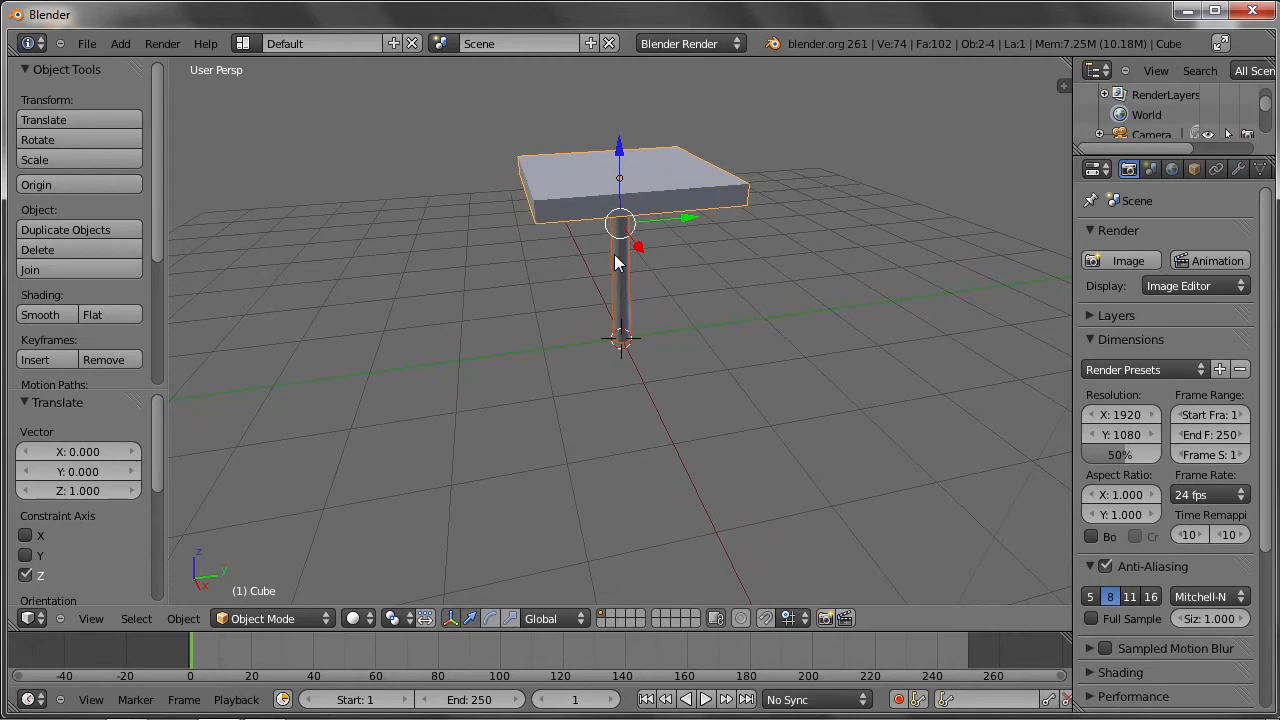 Blender
File Add Render Help Default Scene Blender Render blender.org 261 | Ve:74 | Fa:102 | Ob:2-4 | La:1 | Mem:7.25M (10.18M) | Cube
Object Tools
Transform:
Translate
Rotate
Scale
Origin
Object:
Duplicate Objects
Delete
Join
Shading:
Smooth Flat
Keyframes:
Insert Remove
Motion Paths:
Translate
Vector
X: 0.000
Y: 0.000
Z: 1.000
Constraint Axis
X
Y
Z
Orientation
User Persp
z
y
x
(1) Cube
View Select Object Object Mode Global
-40 -20 0 20 40 60 80 100 120 140 160 180 200 220 240 260
View Marker Frame Playback Start: 1 End: 250 1 No Sync
View Search All Scen
RenderLayers
World
Camera
Scene
Render
Image Animation
Display: Image Editor
Layers
Dimensions
Render Presets
Resolution: Frame Range:
X: 1920 Start Fra: 1
Y: 1080 End F: 250
50% Frame S: 1
Aspect Ratio: Frame Rate:
X: 1.000 24 fps
Y: 1.000 Time Remappi
Bo Cr 10 10
Anti-Aliasing
5 8 11 16 Mitchell-N
Full Sample Siz: 1.000
Sampled Motion Blur
Shading
Performance